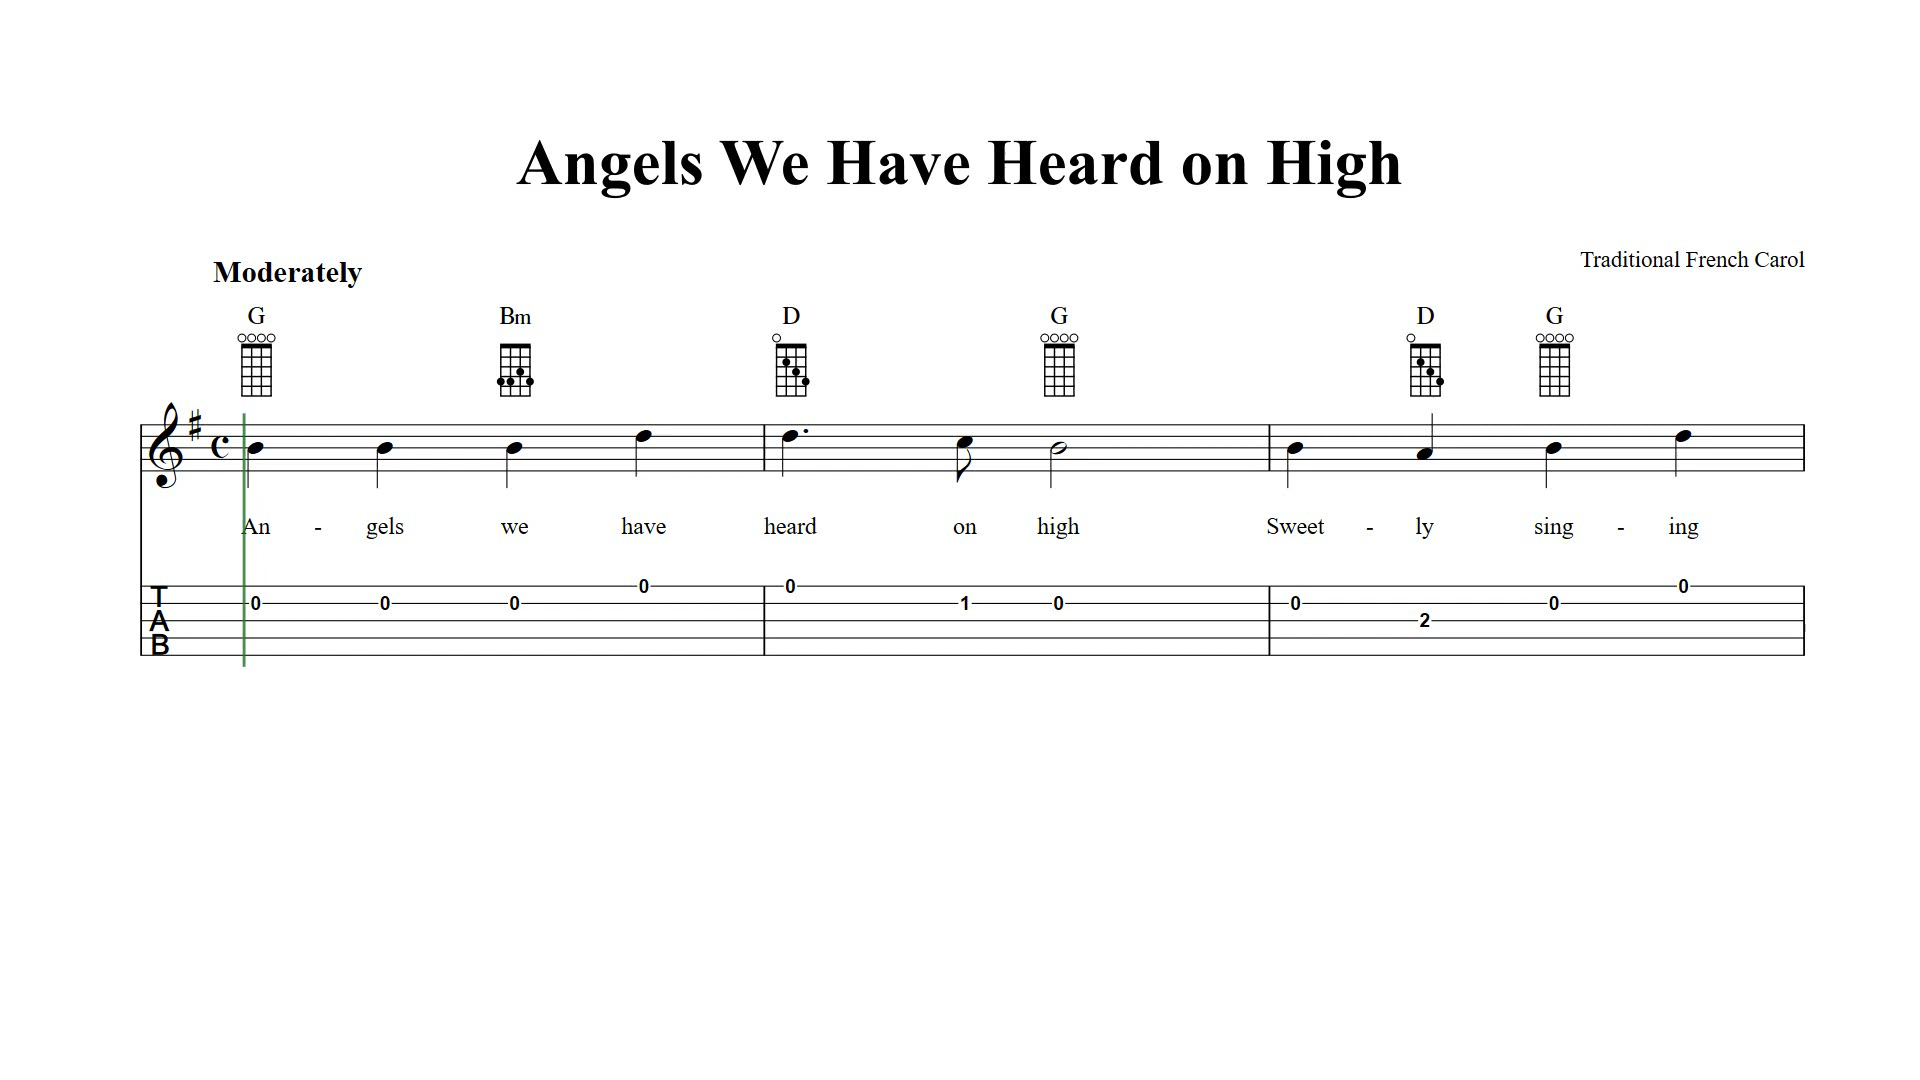 Angels We Have Heard on High
Moderately
Traditional French Carol
G Bm D G D G
An - gels we have heard on high Sweet - ly sing - ing
T 0 0
A 0 0 0 1 0 0 0
B 2
0